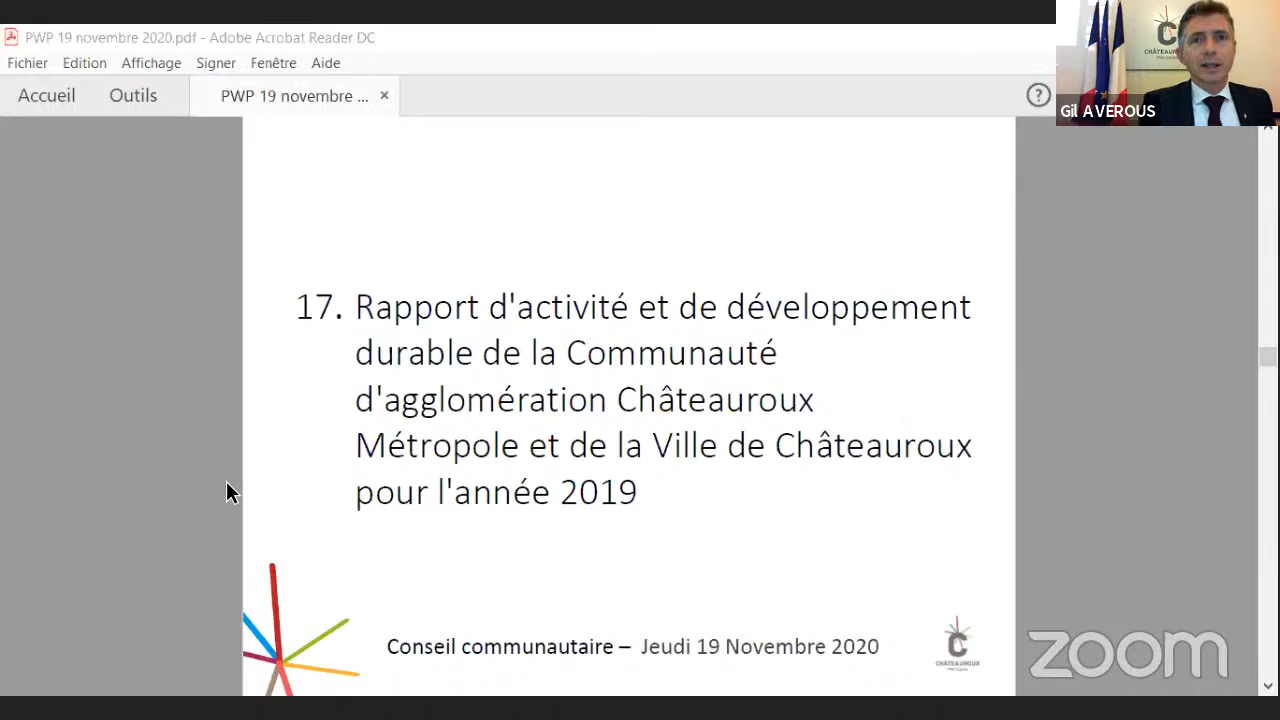 PWP 19 novembre 2020.pdf - Adobe Acrobat Reader DC
Fichier Edition Affichage Signer Fenêtre Aide
Accueil Outils PWP 19 novembre ... × ?
C
CHÂTEAUROUX
Gil AVEROUS
17. Rapport d'activité et de développement
durable de la Communauté
d'agglomération Châteauroux
Métropole et de la Ville de Châteauroux
pour l'année 2019
Conseil communautaire – Jeudi 19 Novembre 2020
C
CHÂTEAUROUX
zoom